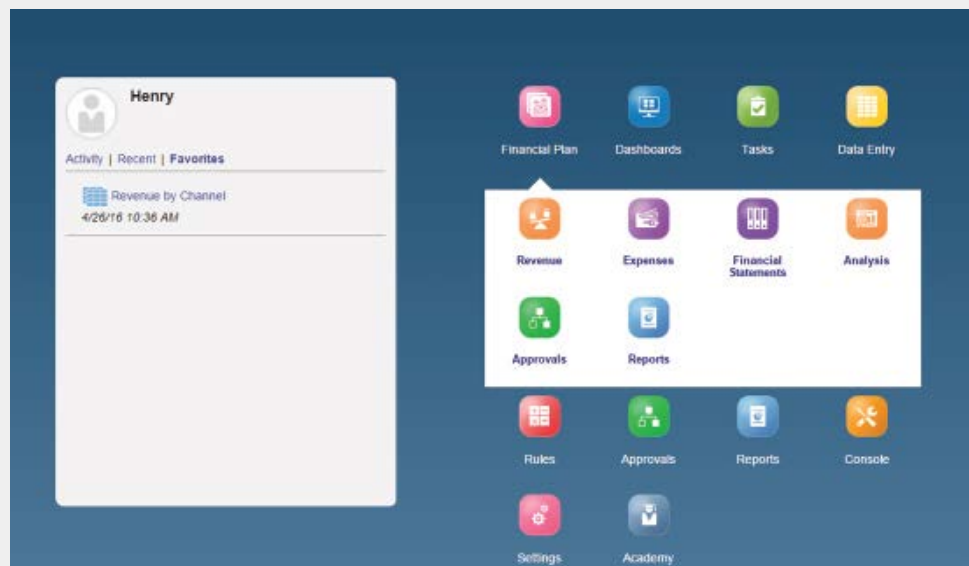 Henry
Activity | Recent | Favorites
Revenue by Channel
4/26/16 10:36 AM
Financial Plan Dashboards Tasks Data Entry
Revenue Expenses Financial Statements Analysis
Approvals Reports
Rules Approvals Reports Console
Settings Academy